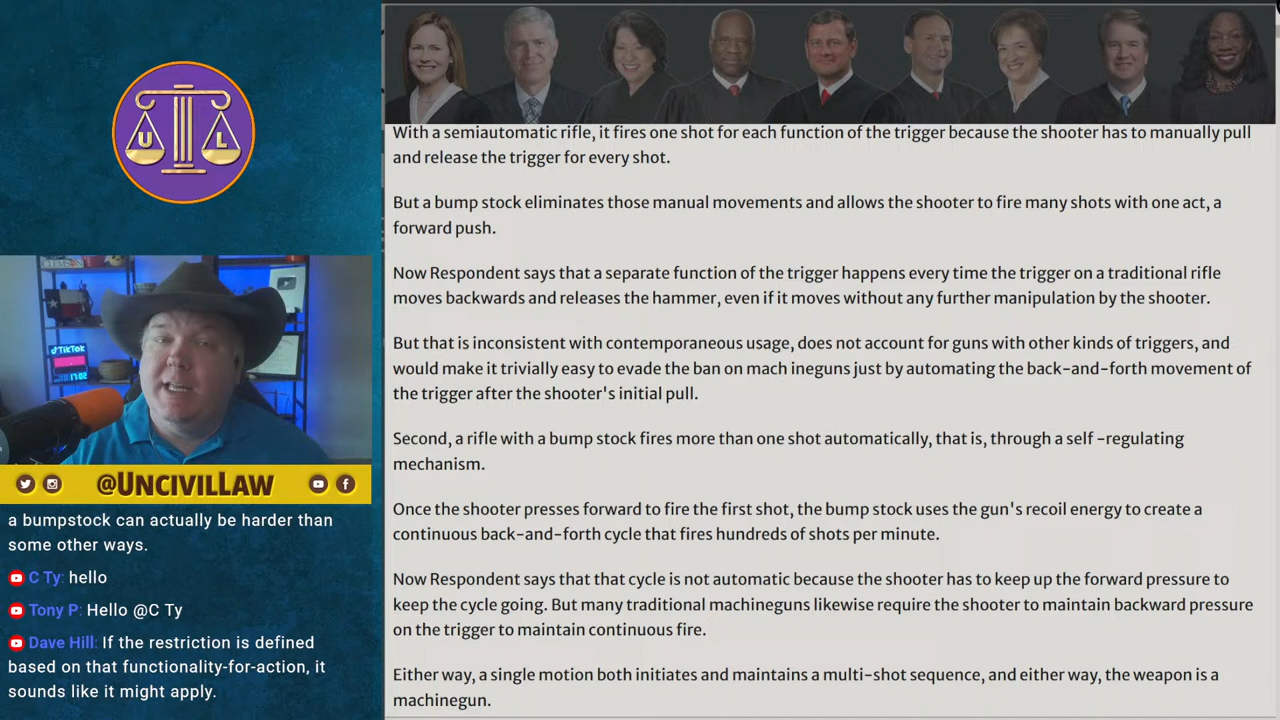 U L
TikTok
@UNCIVILLAW
a bumpstock can actually be harder than
some other ways.
C Ty: hello
Tony P: Hello @C Ty
Dave Hill: If the restriction is defined
based on that functionality-for-action, it
sounds like it might apply.
With a semiautomatic rifle, it fires one shot for each function of the trigger because the shooter has to manually pull
and release the trigger for every shot.
But a bump stock eliminates those manual movements and allows the shooter to fire many shots with one act, a
forward push.
Now Respondent says that a separate function of the trigger happens every time the trigger on a traditional rifle
moves backwards and releases the hammer, even if it moves without any further manipulation by the shooter.
But that is inconsistent with contemporaneous usage, does not account for guns with other kinds of triggers, and
would make it trivially easy to evade the ban on mach ineguns just by automating the back-and-forth movement of
the trigger after the shooter's initial pull.
Second, a rifle with a bump stock fires more than one shot automatically, that is, through a self -regulating
mechanism.
Once the shooter presses forward to fire the first shot, the bump stock uses the gun's recoil energy to create a
continuous back-and-forth cycle that fires hundreds of shots per minute.
Now Respondent says that that cycle is not automatic because the shooter has to keep up the forward pressure to
keep the cycle going. But many traditional machineguns likewise require the shooter to maintain backward pressure
on the trigger to maintain continuous fire.
Either way, a single motion both initiates and maintains a multi-shot sequence, and either way, the weapon is a
machinegun.